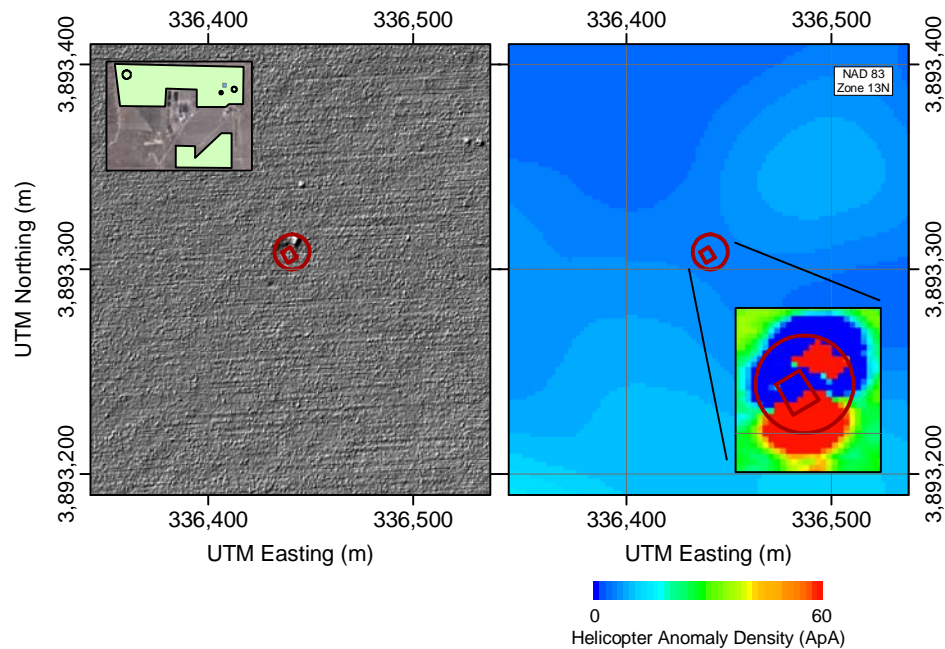 336,400
336,500
336,400
336,500
3,893,400
3,893,400
NAD 83
Zone 13N
UTM Northing (m)
3,893,300
3,893,300
3,893,200
3,893,200
336,400
336,500
336,400
336,500
UTM Easting (m)
UTM Easting (m)
0
60
Helicopter Anomaly Density (ApA)